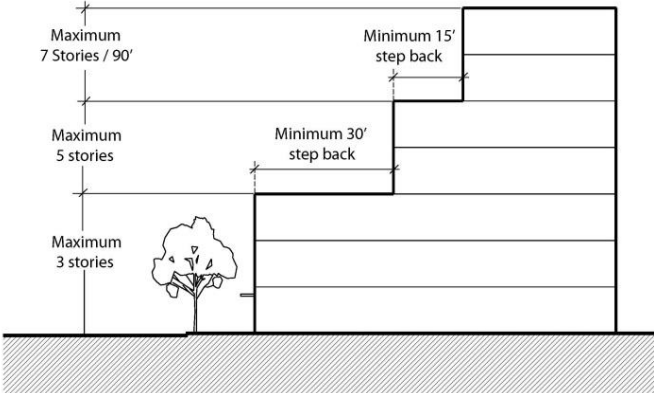 Maximum
7 Stories / 90’
Minimum 15’
step back
Maximum
5 stories
Minimum 30’
step back
Maximum
3 stories